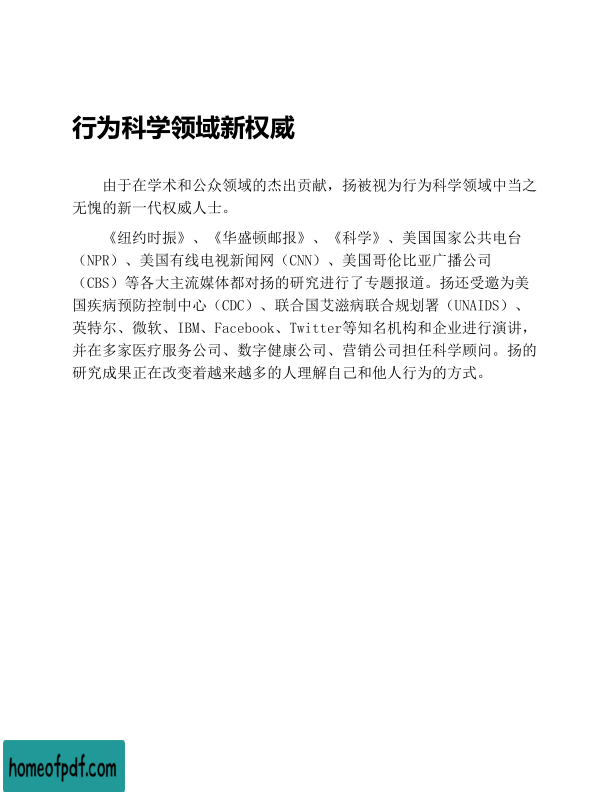 行为科学领域新权威
由于在学术和公众领域的杰出贡献，扬被视为行为科学领域中当之
无愧的新一代权威人士。
《纽约时振》、《华盛顿邮报》、《科学》、美国国家公共电台
（NPR）、美国有线电视新闻网（CNN）、美国哥伦比亚广播公司
（CBS）等各大主流媒体都对扬的研究进行了专题报道。扬还受邀为美
国疾病预防控制中心（CDC）、联合国艾滋病联合规划署（UNAIDS）、
英特尔、微软、IBM、Facebook、Twitter等知名机构和企业进行演讲，
并在多家医疗服务公司、数字健康公司、营销公司担任科学顾问。扬的
研究成果正在改变着越来越多的人理解自己和他人行为的方式。
homeofpdf.com